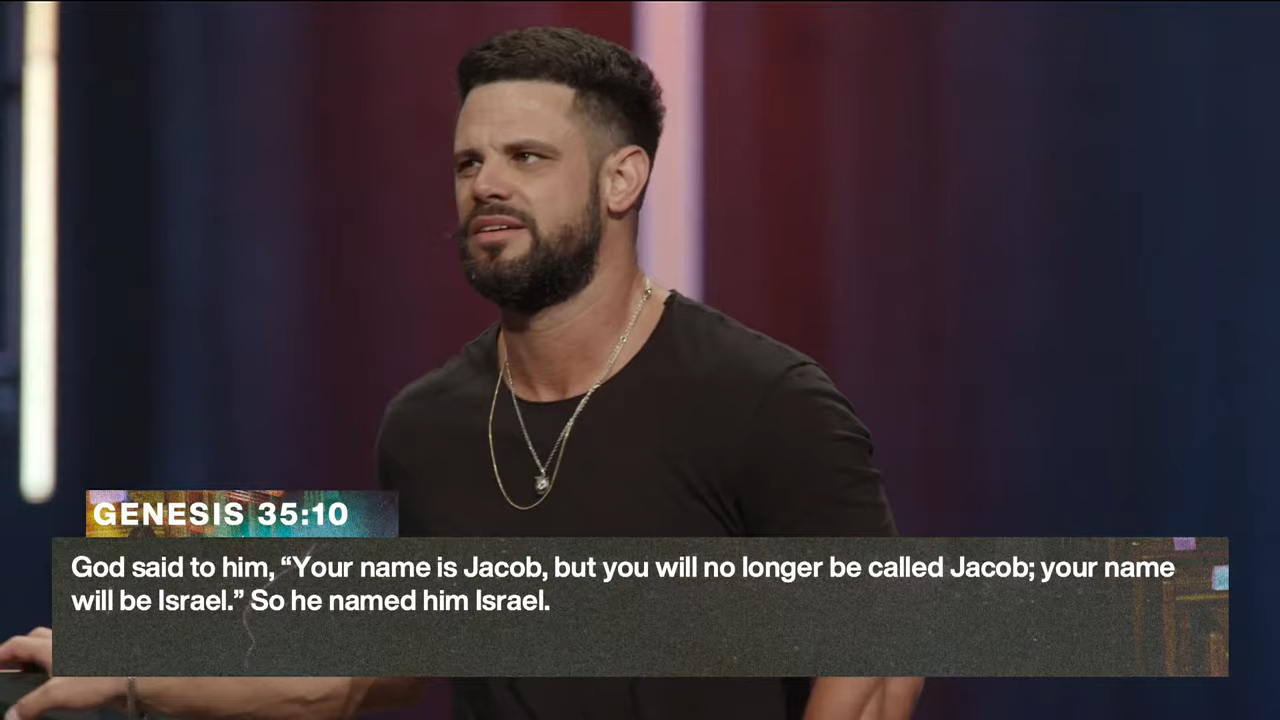 GENESIS 35:10
God said to him, “Your name is Jacob, but you will no longer be called Jacob; your name
will be Israel.” So he named him Israel.